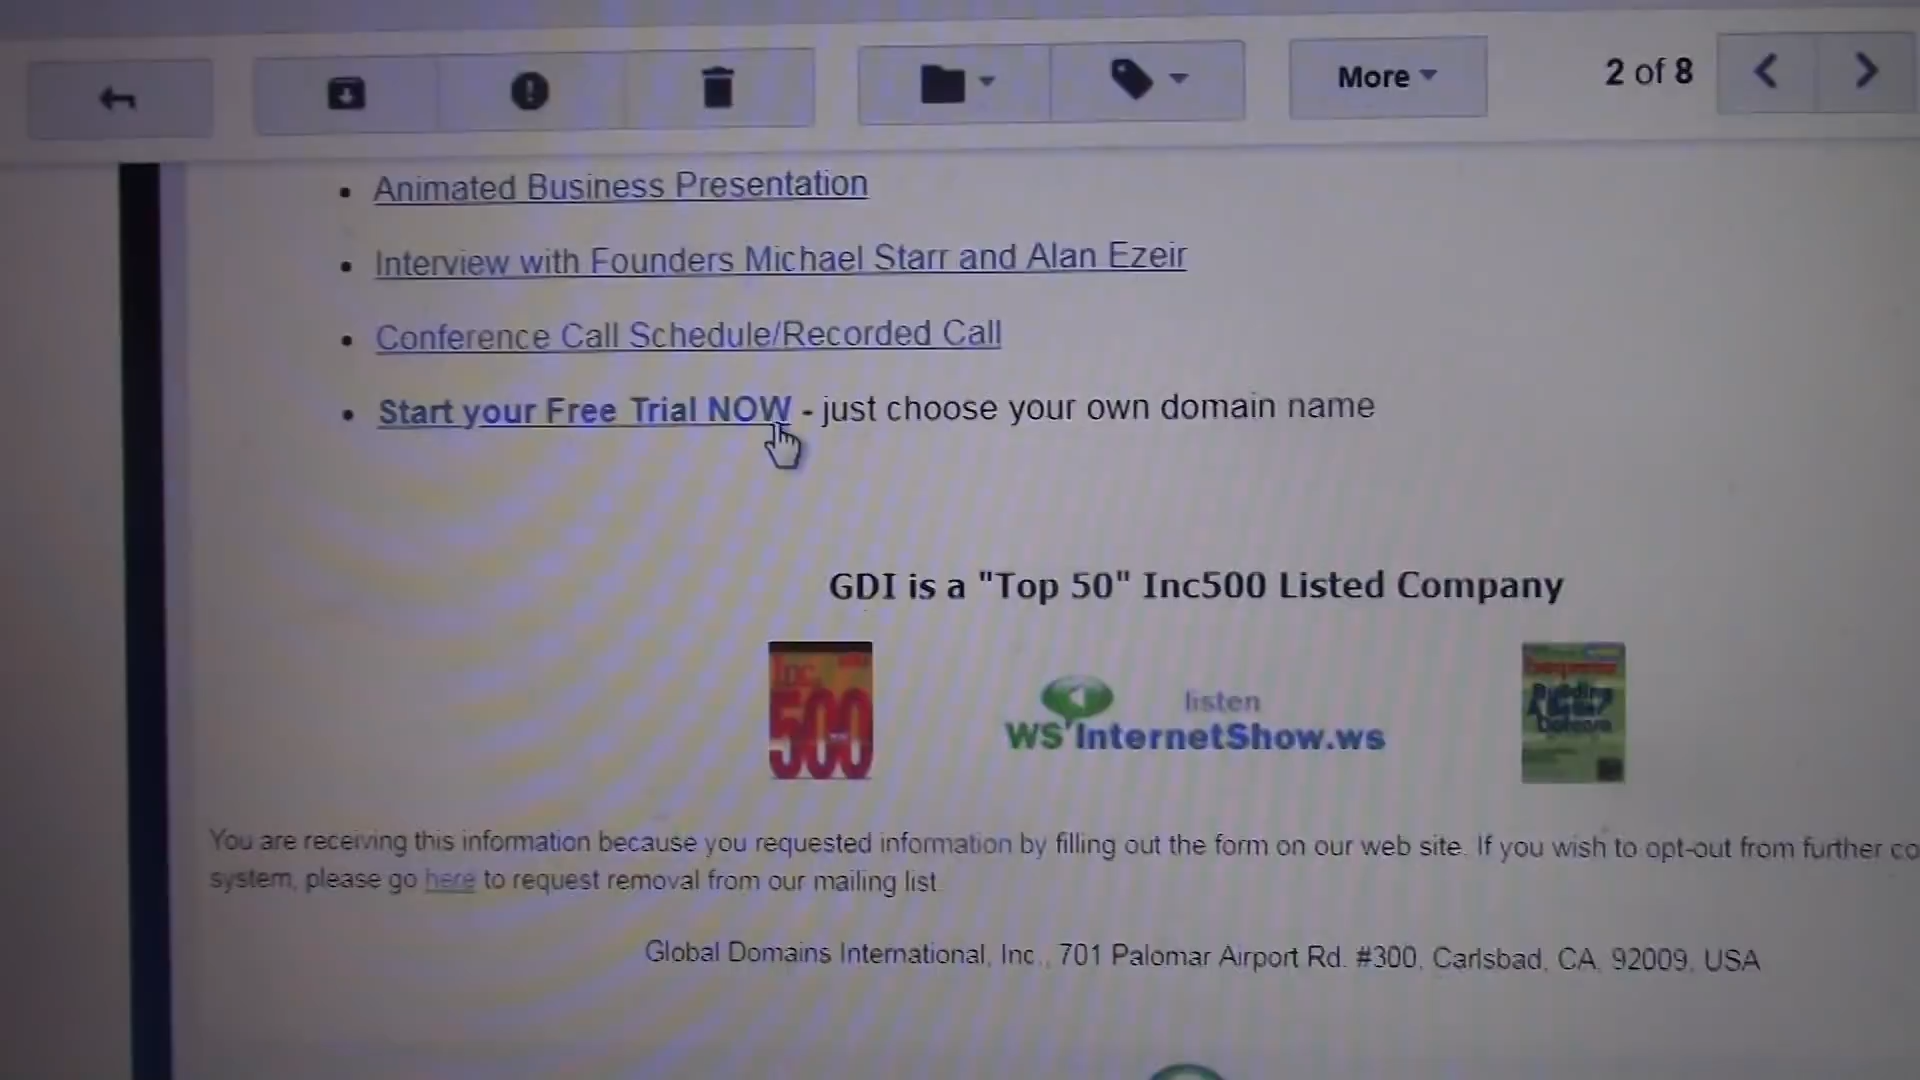 More
2 of 8
Animated Business Presentation
Interview with Founders Michael Starr and Alan Ezeir
Conference Call Schedule/Recorded Call
Start your Free Trial NOW - just choose your own domain name
GDI is a "Top 50" Inc500 Listed Company
Inc
500
listen
WS InternetShow.ws
Building
A Better
You are receiving this information because you requested information by filling out the form on our web site. If you wish to opt-out from further co
system, please go here to request removal from our mailing list.
Global Domains International, Inc., 701 Palomar Airport Rd. #300, Carlsbad, CA, 92009, USA